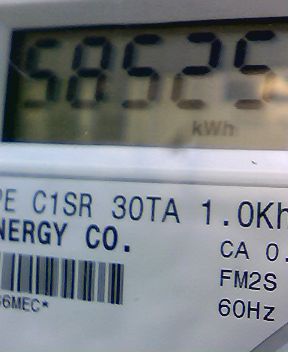 58525
kWh
PE C1SR 30TA 1.0Kh
NERGY CO.
CA 0.
FM2S
60Hz
6MEC*